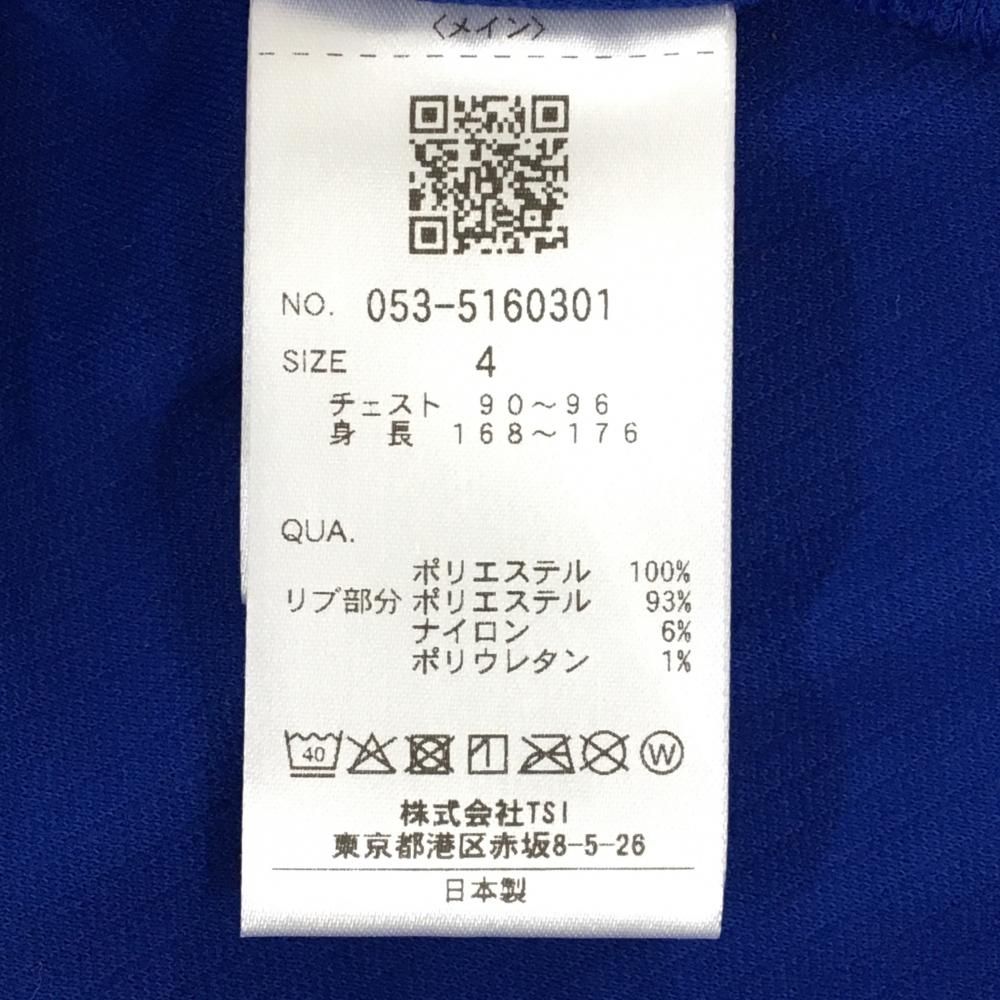 〈メイン〉
NO. 053-5160301
SIZE 4
チェスト 90～96
身 長 168～176
QUA.
ポリエステル 100%
リブ部分 ポリエステル 93%
ナイロン 6%
ポリウレタン 1%
40 W
株式会社TSI
東京都港区赤坂8-5-26
日本製